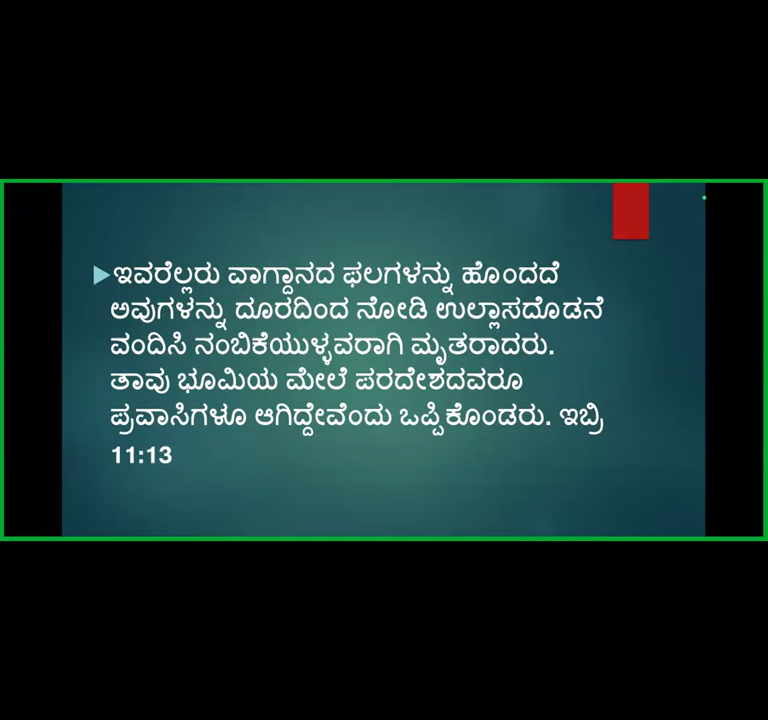 ಇವರೆಲ್ಲರು ವಾಗ್ದಾನದ ಫಲಗಳನ್ನು ಹೊಂದದೆ
ಅವುಗಳನ್ನು ದೂರದಿಂದ ನೋಡಿ ಉಲ್ಲಾಸದೊಡನೆ
ವಂದಿಸಿ ನಂಬಿಕೆಯುಳ್ಳವರಾಗಿ ಮೃತರಾದರು.
ತಾವು ಭೂಮಿಯ ಮೇಲೆ ಪರದೇಶದವರೂ
ಪ್ರವಾಸಿಗಳೂ ಆಗಿದ್ದೇವೆಂದು ಒಪ್ಪಿಕೊಂಡರು. ಇಬ್ರಿ
11:13